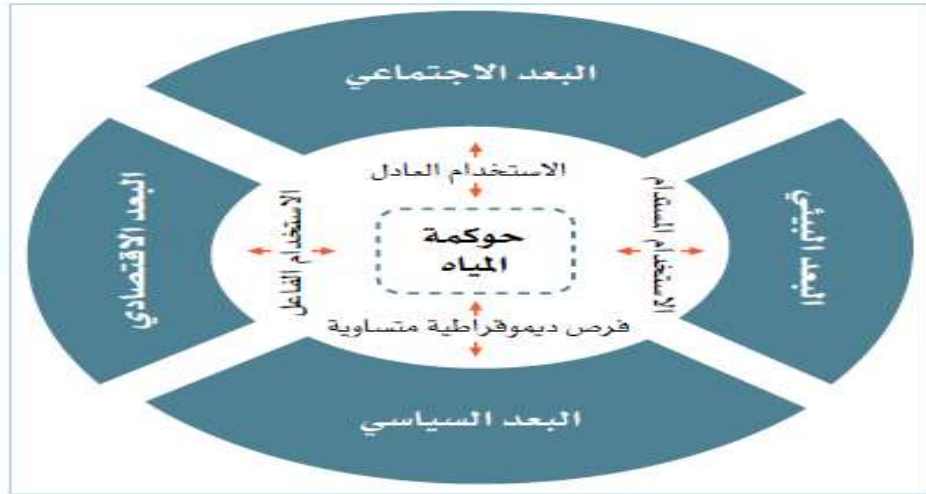 البعد الاجتماعي
الاستخدام العادل
البعد البيئي
الاستخدام المستدام
حوكمة
المياه
الاستخدام الفاعل
البعد الاقتصادي
فرص ديموقراطية متساوية
البعد السياسي